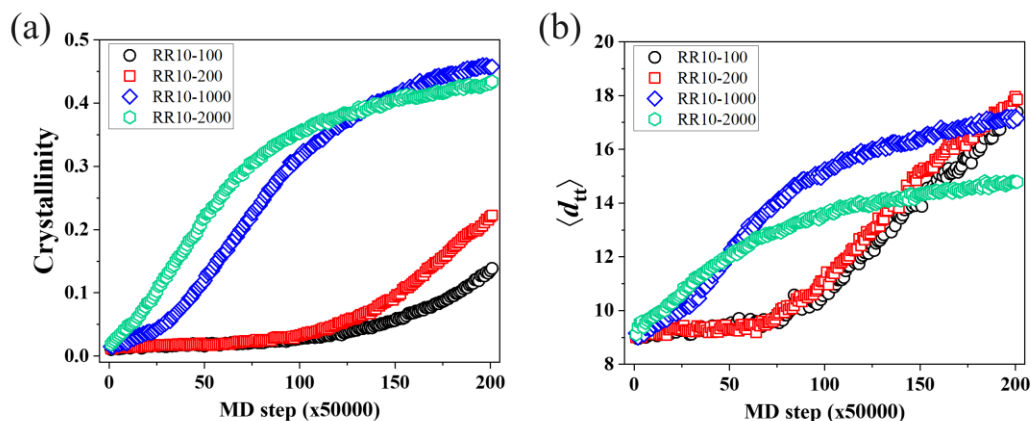 (a)
0.5
0.4
0.3
0.2
0.1
0.0
Crystallinity
RR10-100
RR10-200
RR10-1000
RR10-2000
0 50 100 150 200
MD step (x50000)
(b)
20
18
16
14
12
10
8
⟨dtt⟩
RR10-100
RR10-200
RR10-1000
RR10-2000
0 50 100 150 200
MD step (x50000)